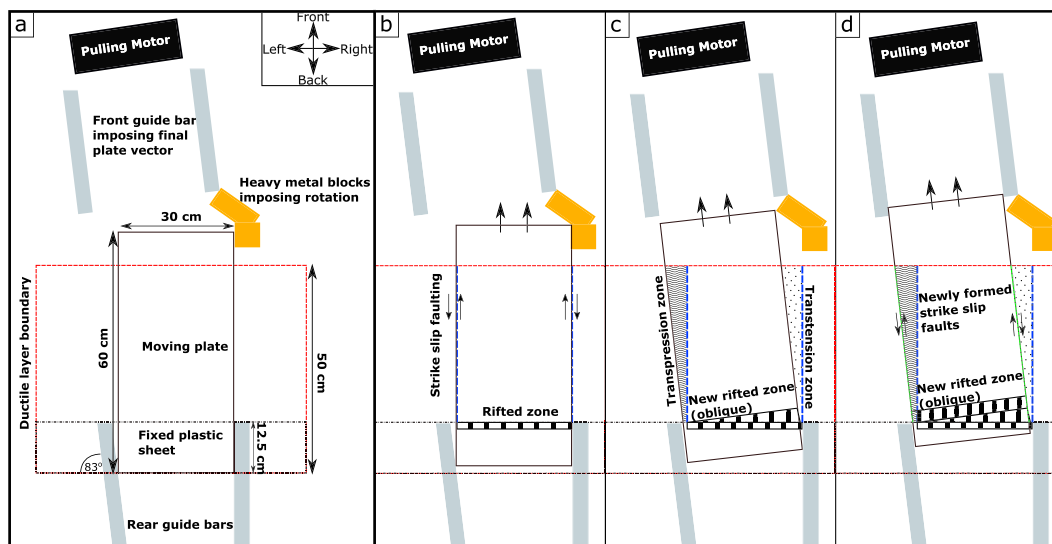 a
Pulling Motor
Front
Left
Right
Back
Front guide bar
imposing final
plate vector
Heavy metal blocks
imposing rotation
30 cm
Ductile layer boundary
60 cm
Moving plate
50 cm
Fixed plastic
sheet
12.5 cm
83°
Rear guide bars
b
Pulling Motor
Strike slip faulting
Rifted zone
c
Pulling Motor
Transpression zone
Transtension zone
New rifted zone
(oblique)
d
Pulling Motor
Newly formed
strike slip
faults
New rifted zone
(oblique)